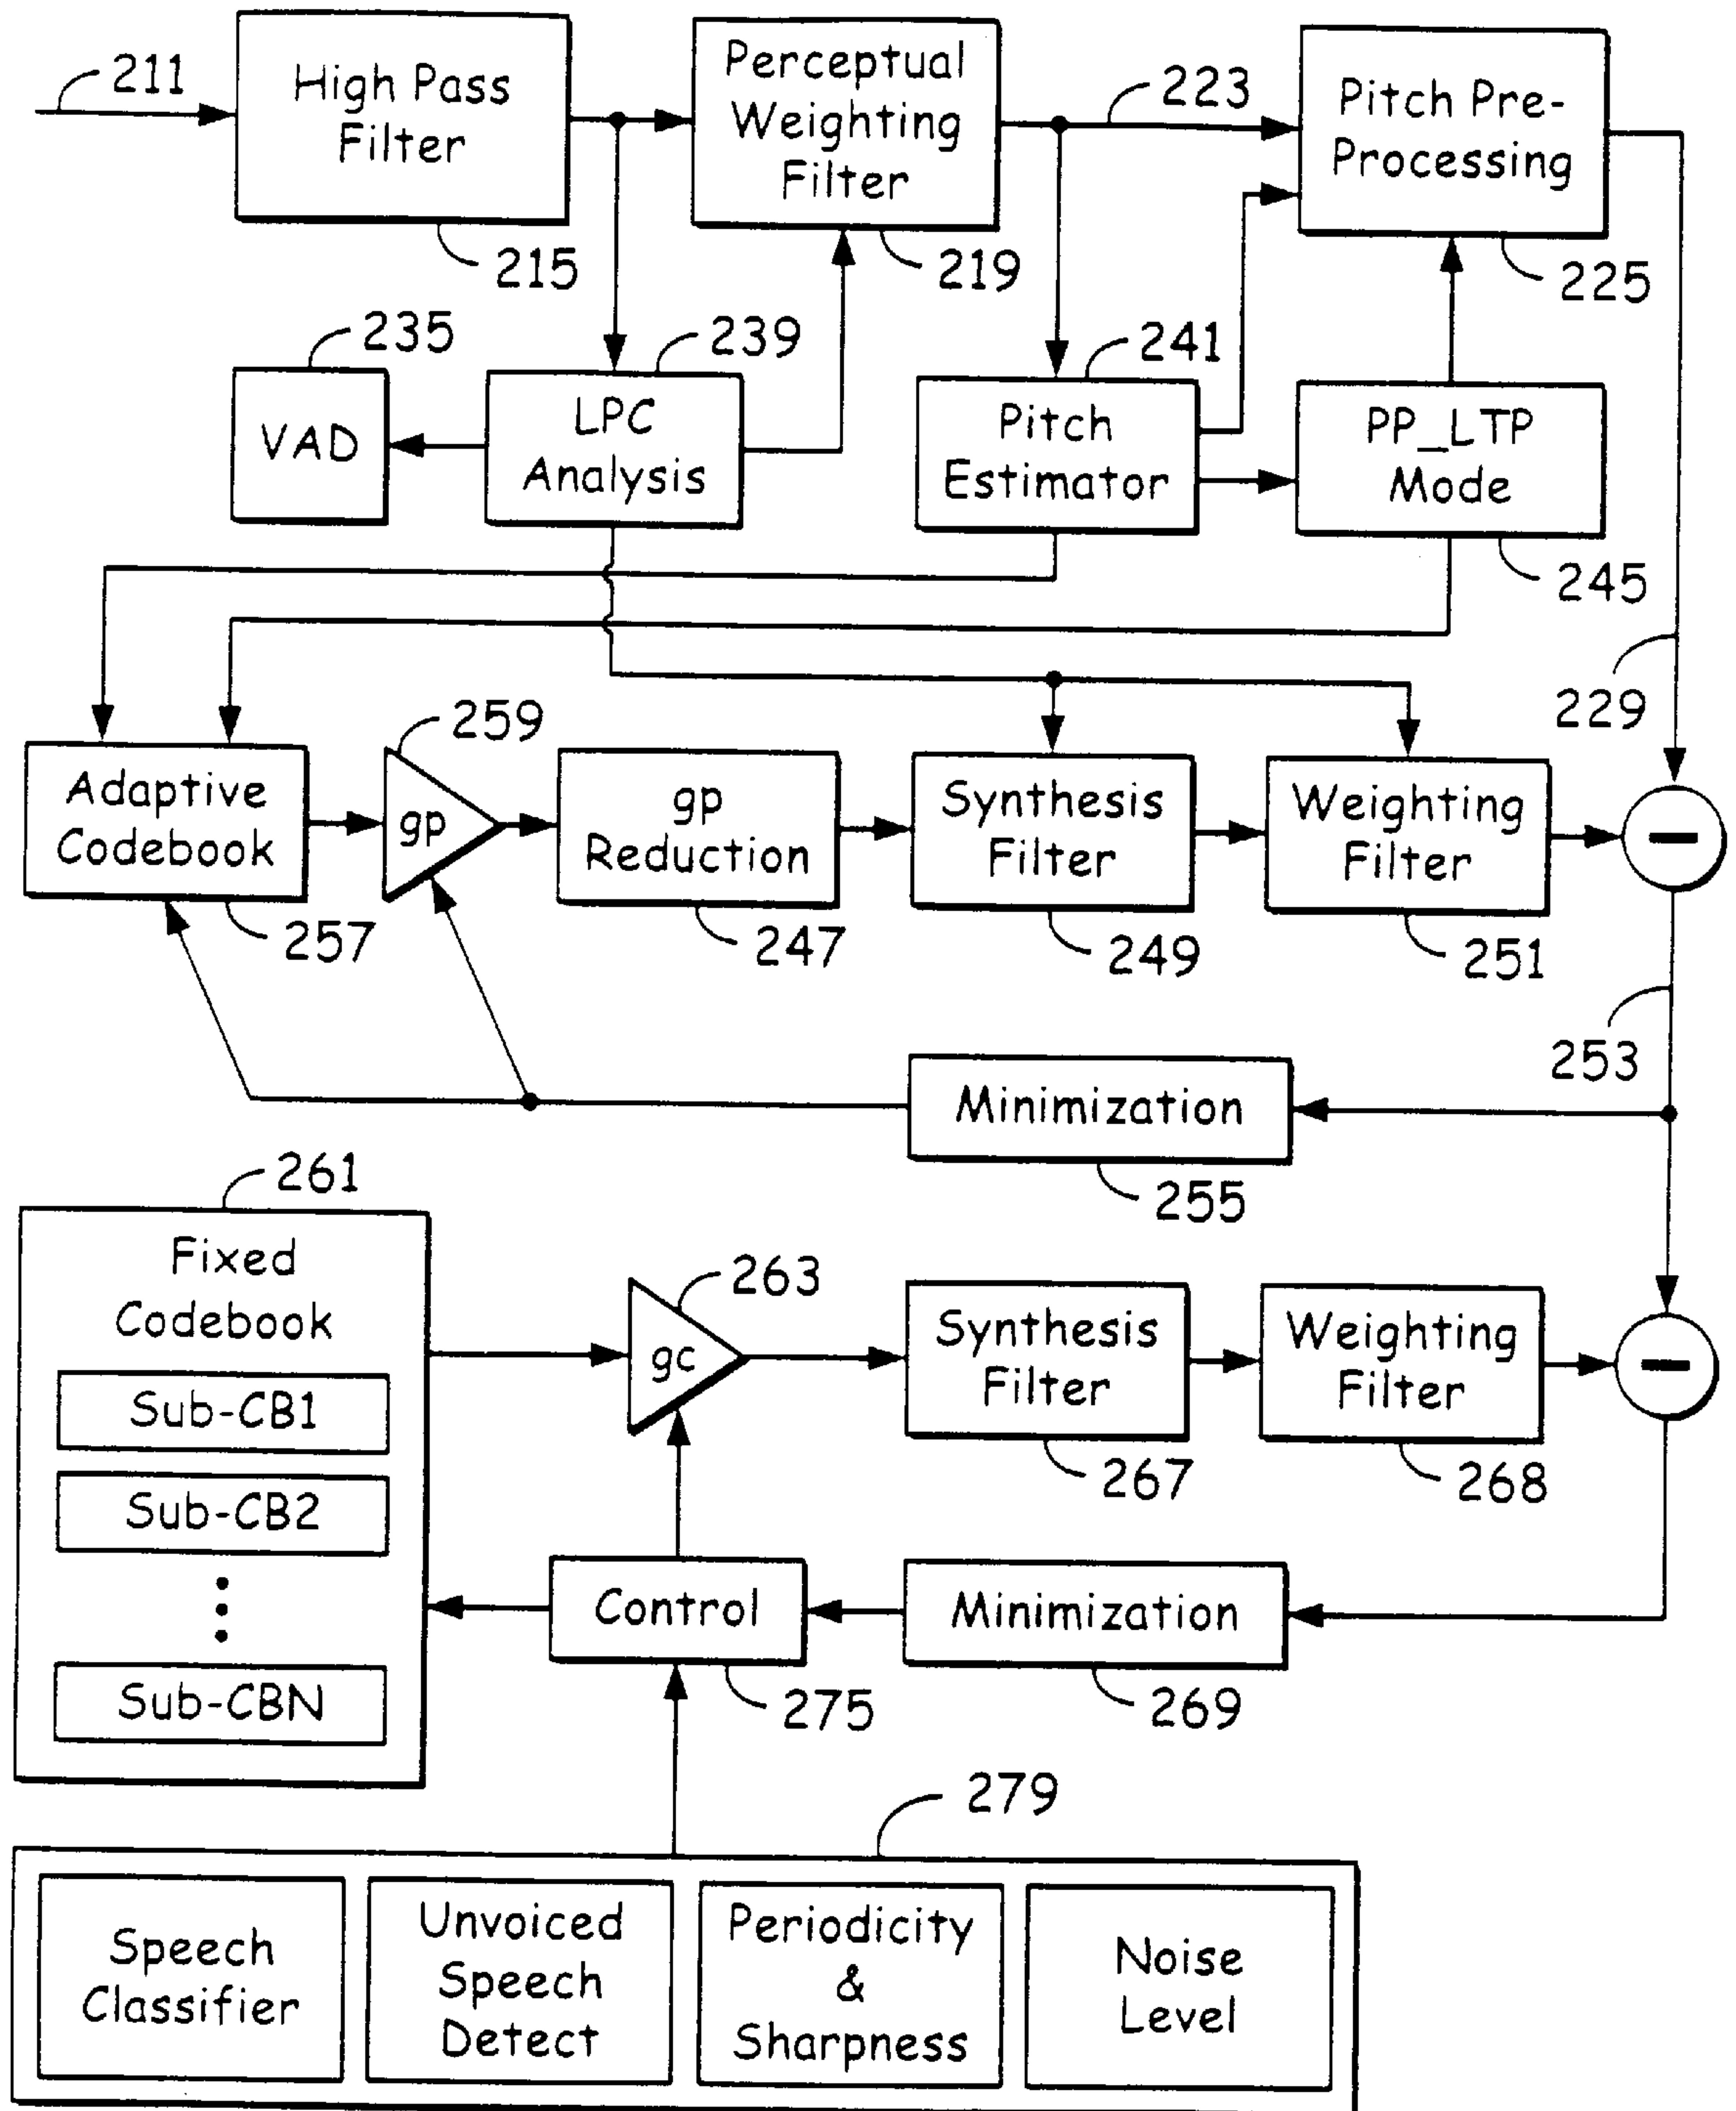 211
High Pass
Filter
215
Perceptual
Weighting
Filter
219
223
Pitch Pre-
Processing
225
235
VAD
239
LPC
Analysis
241
Pitch
Estimator
PP_LTP
Mode
245
229
Adaptive
Codebook
257
259
gp
gp
Reduction
247
Synthesis
Filter
249
Weighting
Filter
251
253
Minimization
255
261
Fixed
Codebook
Sub-CB1
Sub-CB2
Sub-CBN
263
gc
Synthesis
Filter
267
Weighting
Filter
268
Control
275
Minimization
269
279
Speech
Classifier
Unvoiced
Speech
Detect
Periodicity
&
Sharpness
Noise
Level